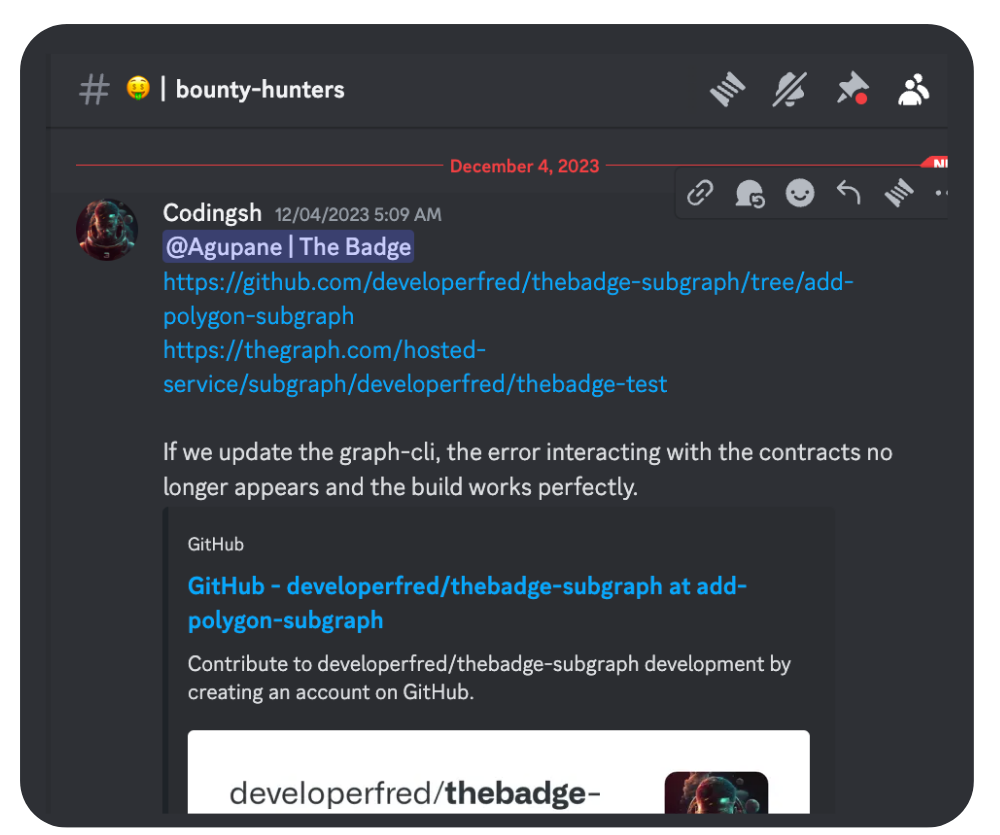 # 🤑 | bounty-hunters
December 4, 2023
Codingsh 12/04/2023 5:09 AM
@Agupane | The Badge
https://github.com/developerfred/thebadge-subgraph/tree/add-
polygon-subgraph
https://thegraph.com/hosted-
service/subgraph/developerfred/thebadge-test
If we update the graph-cli, the error interacting with the contracts no
longer appears and the build works perfectly.
GitHub
GitHub - developerfred/thebadge-subgraph at add-
polygon-subgraph
Contribute to developerfred/thebadge-subgraph development by
creating an account on GitHub.
developerfred/thebadge-